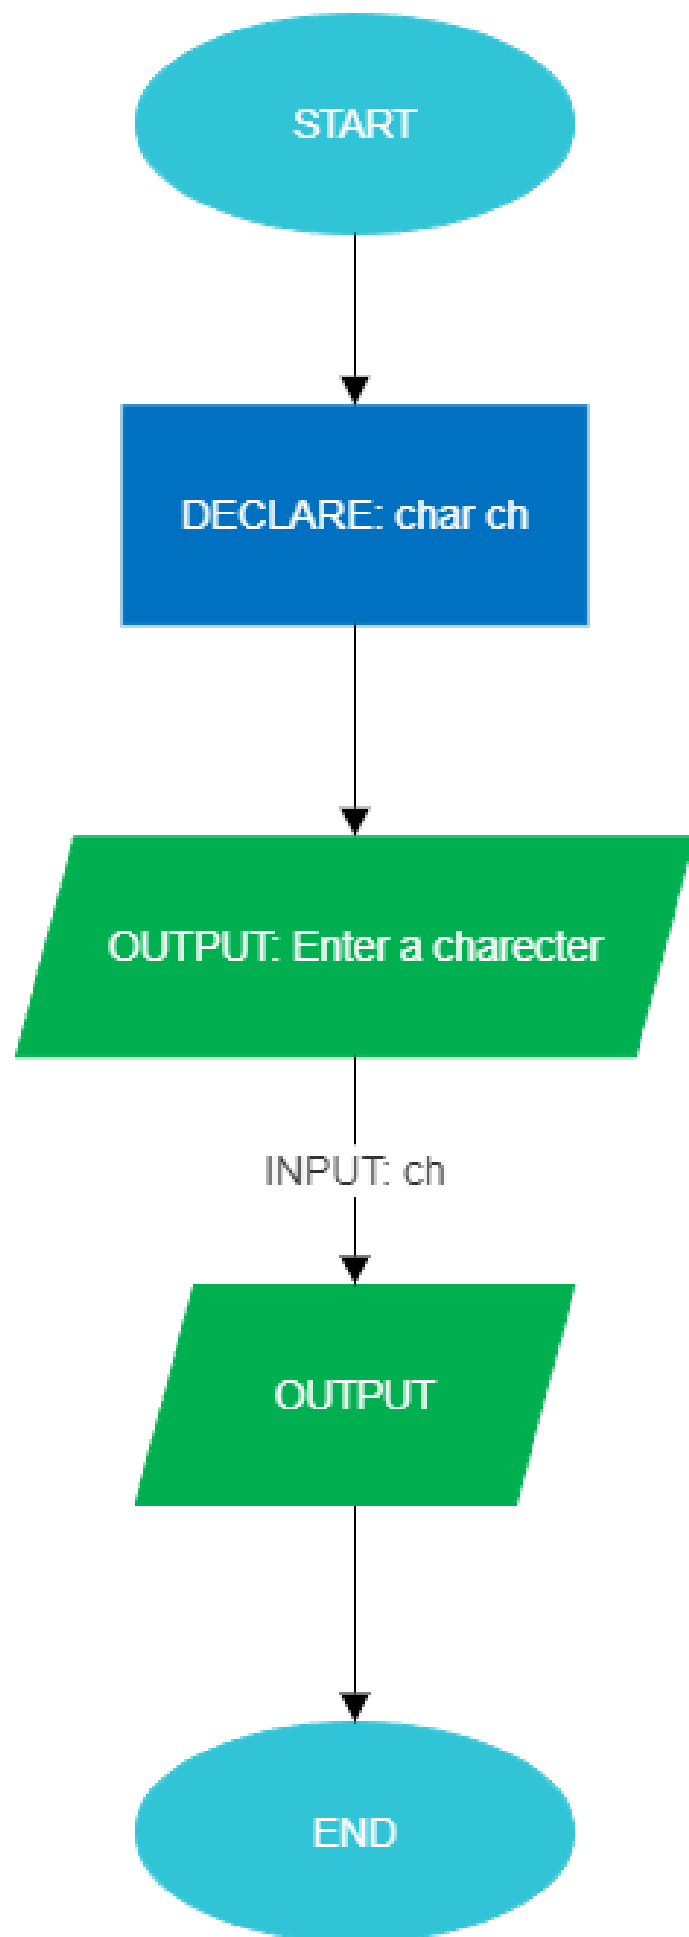 START
DECLARE: char ch
OUTPUT: Enter a charecter
INPUT: ch
OUTPUT
END